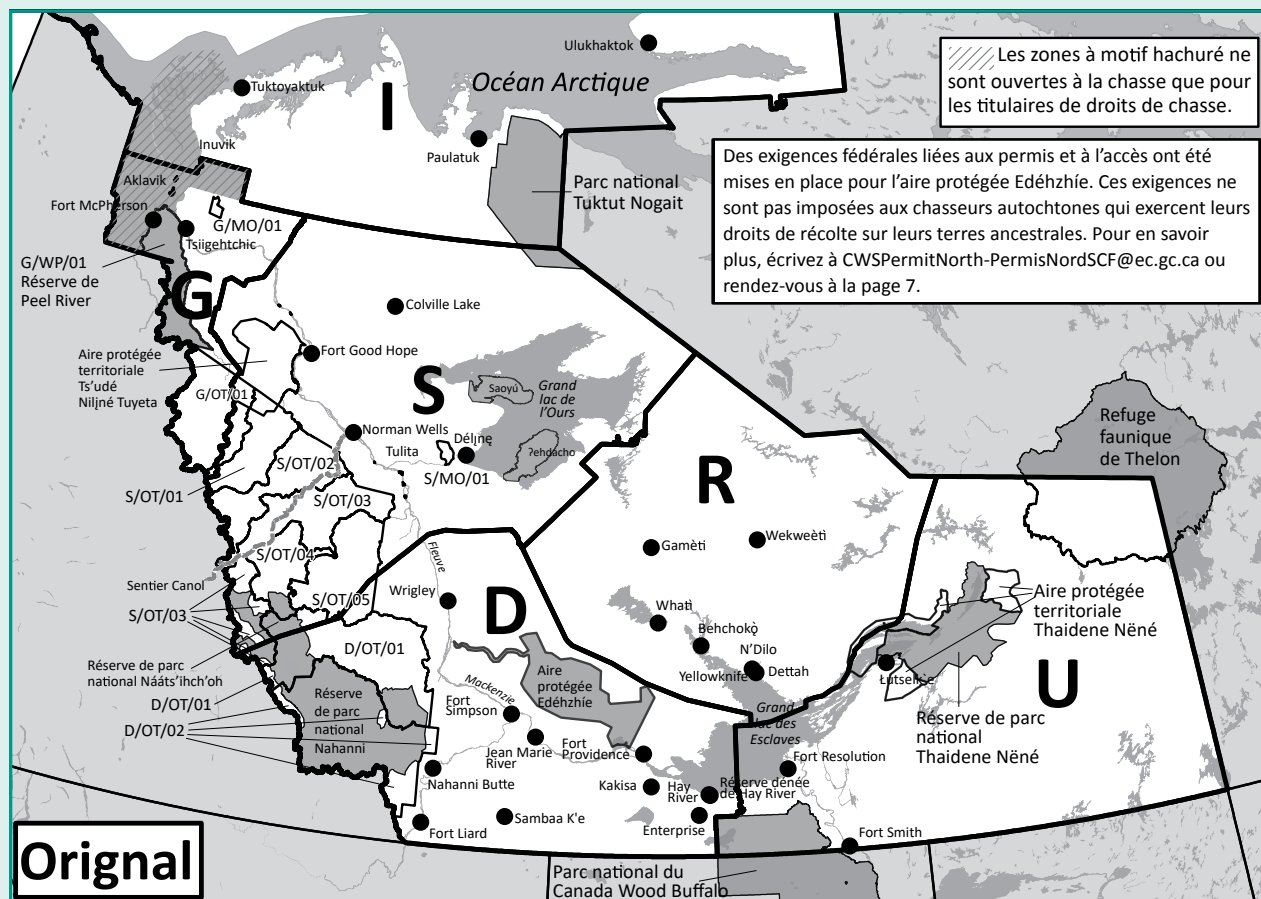 Ulukhaktok
Océan Arctique
Les zones à motif hachuré ne
sont ouvertes à la chasse que pour
les titulaires de droits de chasse.
Tuktoyaktuk
I
Inuvik
Paulatuk
Des exigences fédérales liées aux permis et à l'accès ont été
mises en place pour l'aire protégée Edéhzhíe. Ces exigences ne
sont pas imposées aux chasseurs autochtones qui exercent leurs
droits de récolte sur leurs terres ancestrales. Pour en savoir
plus, écrivez à CWSPermitNorth-PermisNordSCF@ec.gc.ca ou
rendez-vous à la page 7.
Parc national
Tuktut Nogait
Aklavik
Fort McPherson
G/MO/01
Tsiigehtchic
G/WP/01
Réserve de
Peel River
G
Colville Lake
Fort Good Hope
Aire protégée
territoriale
Ts'udé
Nilįné Tuyeta
G/OT/01
S
Saoyú
Grand
lac de
l'Ours
Norman Wells
Tulita
Délįnę
ʔehdacho
S/MO/01
S/OT/02
S/OT/01
S/OT/03
Refuge
faunique
de Thelon
R
Gamètì
Wekweètì
S/OT/04
Fleuve
Sentier Canol
S/OT/05
Wrigley
D
S/OT/03
Whatì
Behchokò̜
N'Dilo
Yellowknife
Dettah
Aire protégée
territoriale
Thaidene Nëné
D/OT/01
Réserve de parc
national Nááts'ihch'oh
Aire
protégée
Edéhzhíe
Mackenzie
Łutselk'e
U
D/OT/01
D/OT/02
Réserve
de parc
national
Nahanni
Fort
Simpson
Jean Marie
River
Fort
Providence
Grand
lac des
Esclaves
Réserve de parc
national
Thaidene Nëné
Fort Resolution
Nahanni Butte
Kakisa
Hay
River
Réserve dénée
de Hay River
Fort Liard
Sambaa K'e
Enterprise
Fort Smith
Orignal
Parc national du
Canada Wood Buffalo